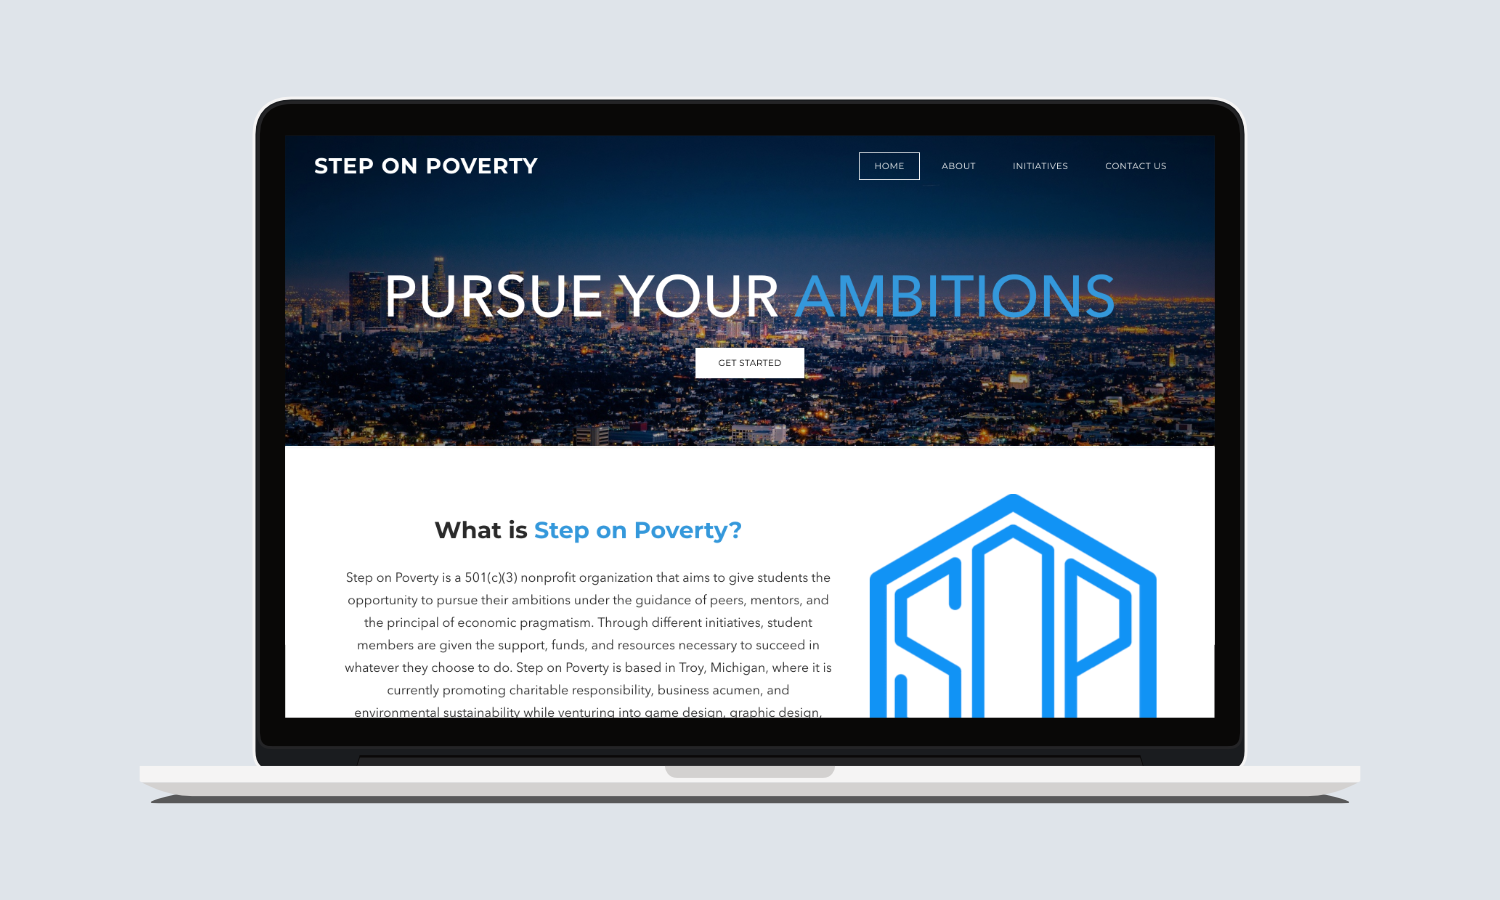 STEP ON POVERTY
HOME
ABOUT
INITIATIVES
CONTACT US
PURSUE YOUR AMBITIONS
GET STARTED
What is Step on Poverty?
Step on Poverty is a 501(c)(3) nonprofit organization that aims to give students the
opportunity to pursue their ambitions under the guidance of peers, mentors, and
the principal of economic pragmatism. Through different initiatives, student
members are given the support, funds, and resources necessary to succeed in
whatever they choose to do. Step on Poverty is based in Troy, Michigan, where it is
currently promoting charitable responsibility, business acumen, and
environmental sustainability while venturing into game design, graphic design,
SOP